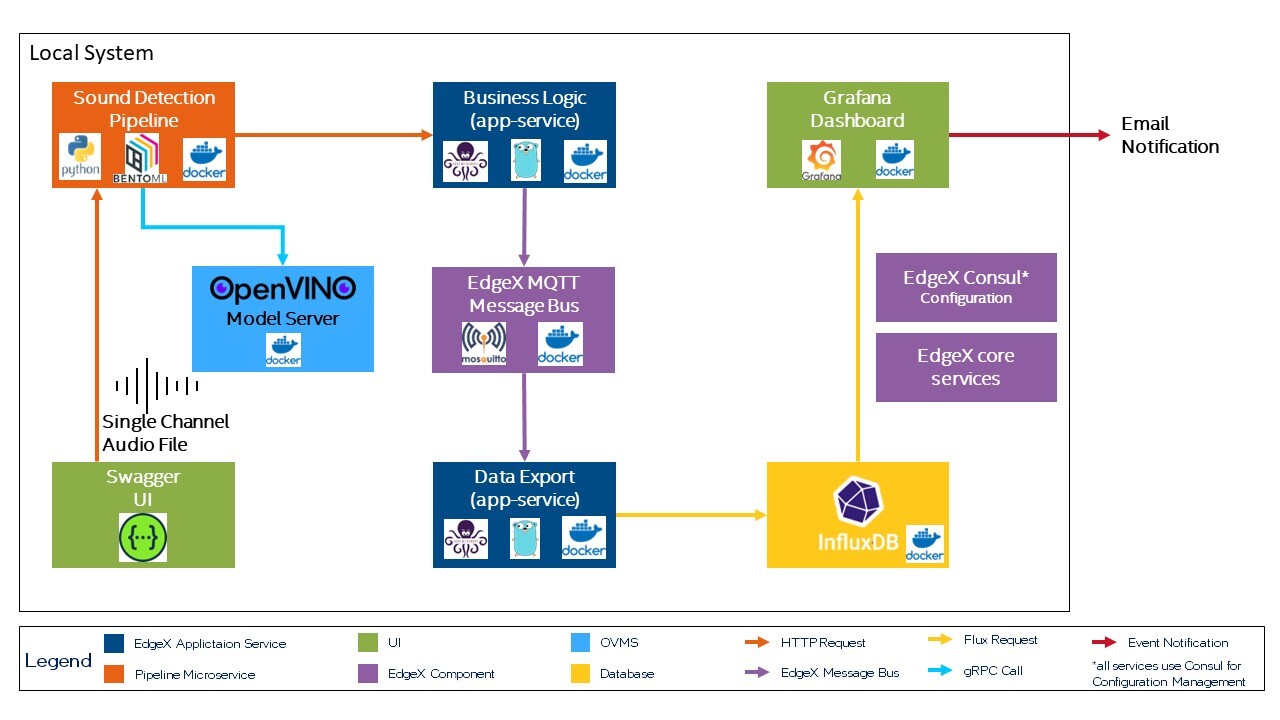 Local System
Sound Detection
Pipeline
python
BENTOML
docker
Business Logic
(app-service)
docker
Grafana
Dashboard
Grafana
docker
Email
Notification
OpenVINO
Model Server
docker
EdgeX MQTT
Message Bus
mosquitto
docker
EdgeX Consul*
Configuration
EdgeX core
services
Single Channel
Audio File
Swagger
UI
{...}
Data Export
(app-service)
docker
InfluxDB
docker
Legend
EdgeX Applictaion Service
Pipeline Microservice
UI
EdgeX Component
OVMS
Database
HTTP Request
EdgeX Message Bus
Flux Request
gRPC Call
Event Notification
*all services use Consul for
Configuration Management